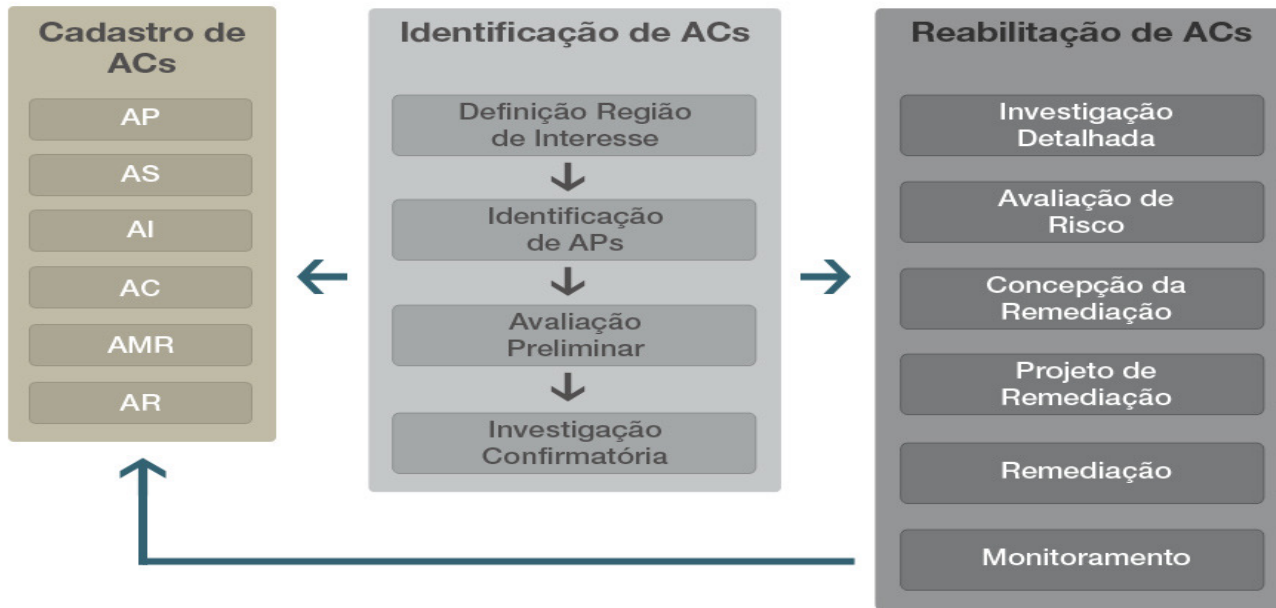 Cadastro de
ACs
AP
AS
AI
AC
AMR
AR
Identificação de ACs
Definição Região
de Interesse
Identificação
de APs
Avaliação
Preliminar
Investigação
Confirmatória
Reabilitação de ACs
Investigação
Detalhada
Avaliação de
Risco
Concepção da
Remediação
Projeto de
Remediação
Remediação
Monitoramento